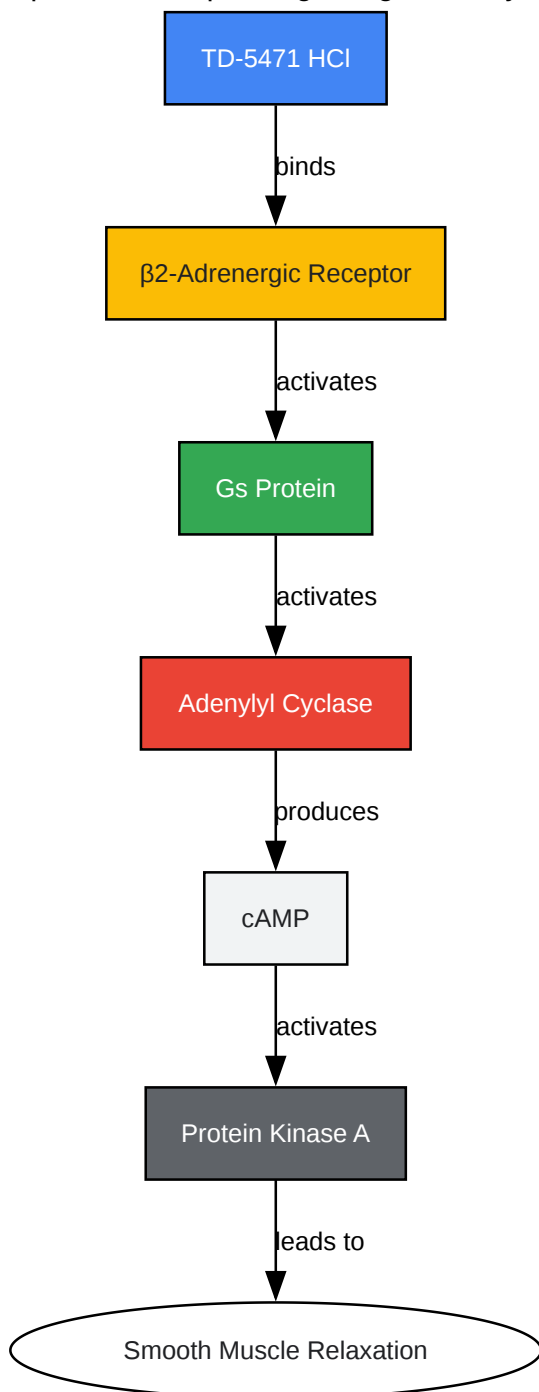 TD-5471 HCl
binds
β2-Adrenergic Receptor
activates
Gs Protein
activates
Adenylyl Cyclase
produces
cAMP
activates
Protein Kinase A
leads to
Smooth Muscle Relaxation